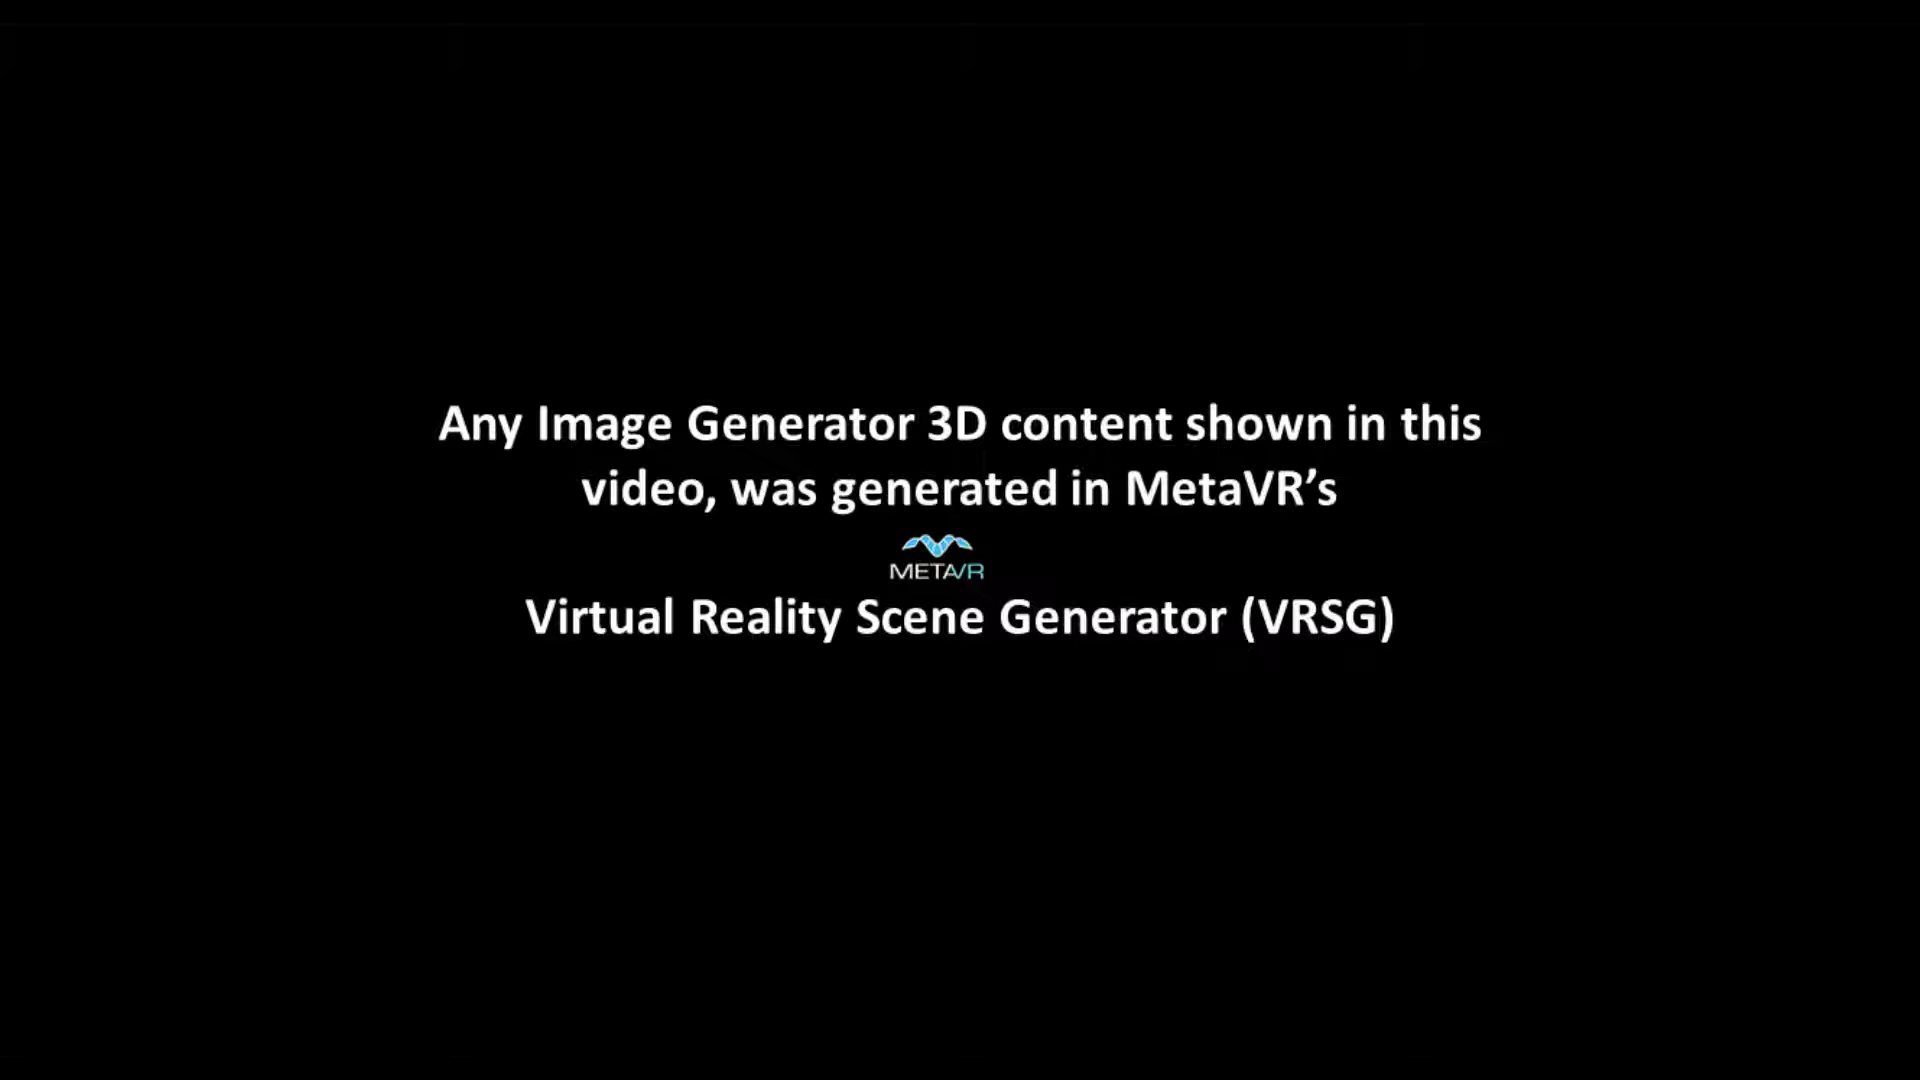 Any Image Generator 3D content shown in this
video, was generated in MetaVR’s
METAVR
Virtual Reality Scene Generator (VRSG)